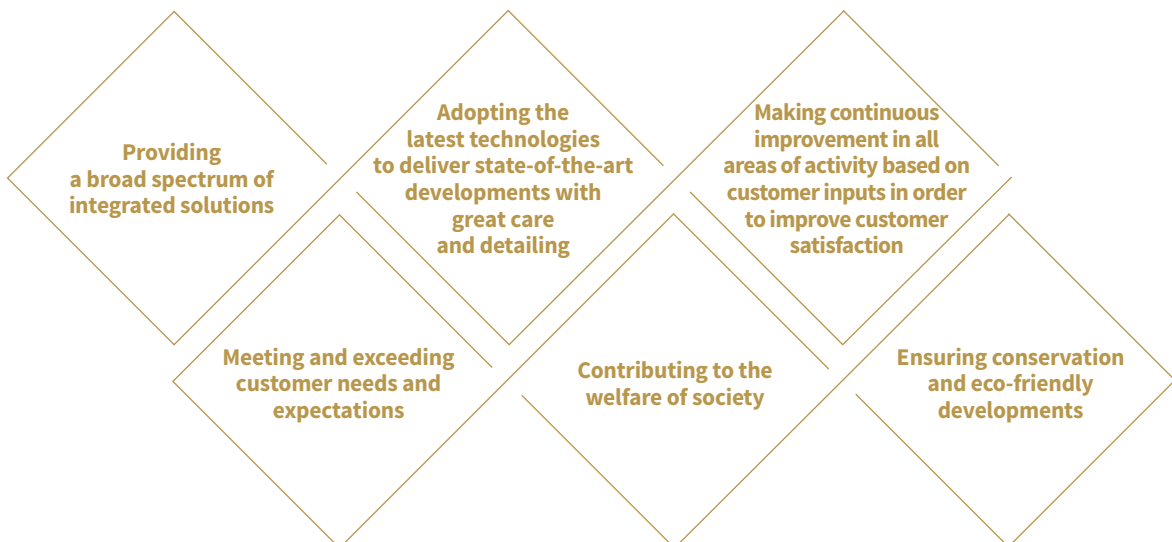 Providing
a broad spectrum of
integrated solutions
Adopting the
latest technologies
to deliver state-of-the-art
developments with
great care
and detailing
Making continuous
improvement in all
areas of activity based on
customer inputs in order
to improve customer
satisfaction
Meeting and exceeding
customer needs and
expectations
Contributing to the
welfare of society
Ensuring conservation
and eco-friendly
developments